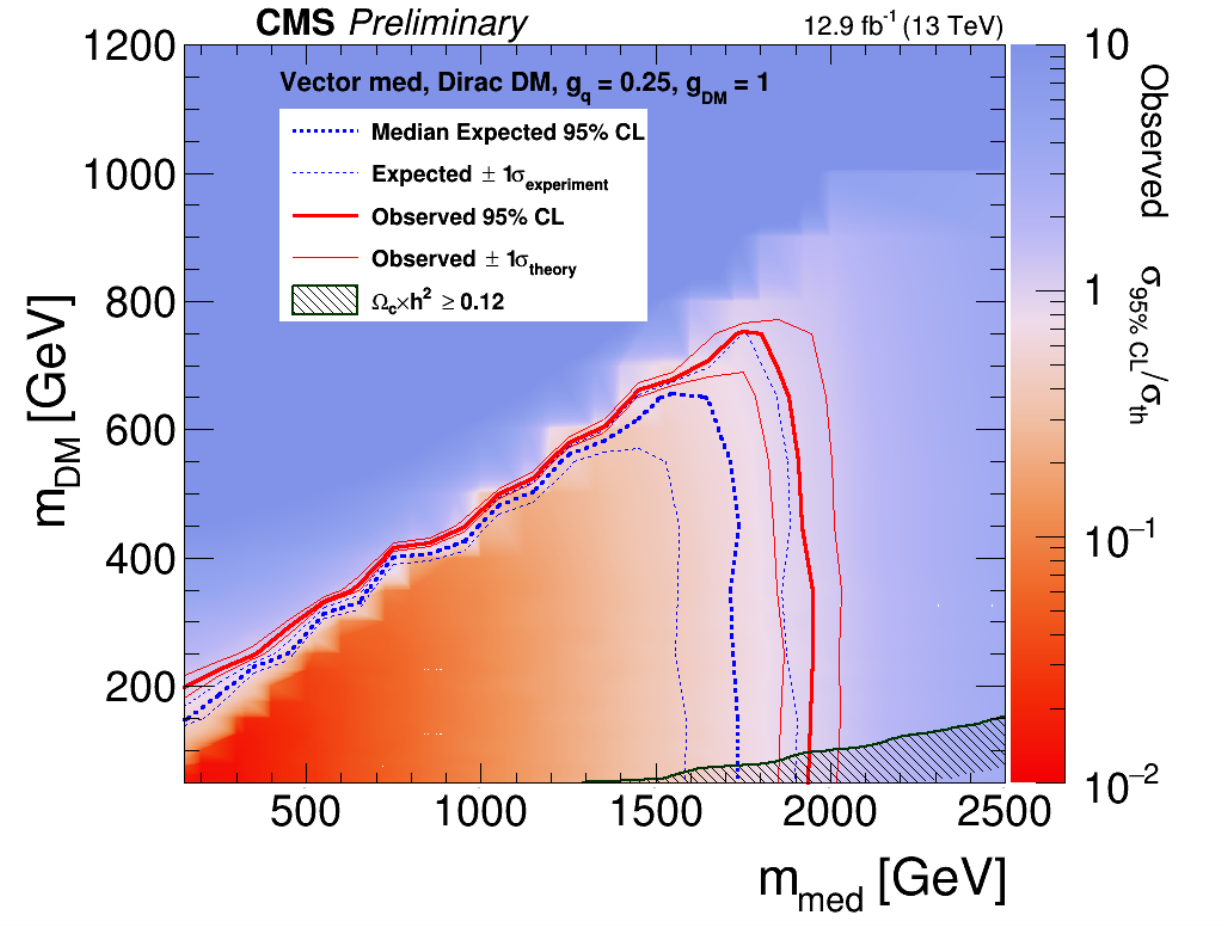 CMS Preliminary
12.9 fb⁻¹ (13 TeV)
Vector med, Dirac DM, g_q = 0.25, g_DM = 1
Median Expected 95% CL
Expected ± 1σ_experiment
Observed 95% CL
Observed ± 1σ_theory
Ω_c×h² ≥ 0.12
1200
1000
800
600
400
200
m_DM [GeV]
500
1000
1500
2000
2500
m_med [GeV]
10
1
10⁻¹
10⁻²
Observed σ_95% CL/σ_th